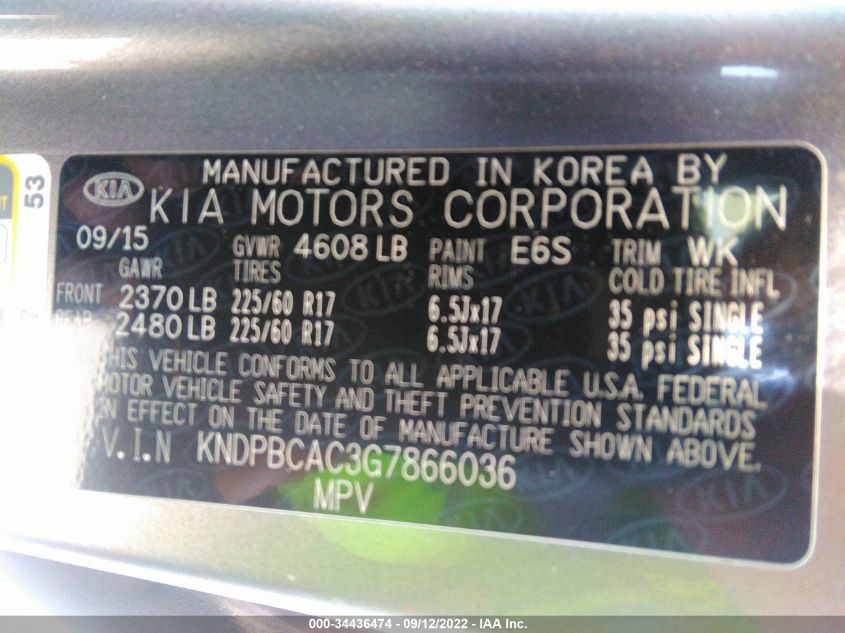 53
KIA
MANUFACTURED IN KOREA BY
KIA MOTORS CORPORATION
09/15 GVWR 4608 LB PAINT E6S TRIM WK
GAWR TIRES RIMS COLD TIRE INFL
FRONT 2370 LB 225/60 R17 6.5Jx17 35 psi SINGLE
REAR 2480 LB 225/60 R17 6.5Jx17 35 psi SINGLE
THIS VEHICLE CONFORMS TO ALL APPLICABLE U.S.A. FEDERAL
MOTOR VEHICLE SAFETY AND THEFT PREVENTION STANDARDS
IN EFFECT ON THE DATE OF MANUFACTURE SHOWN ABOVE.
V.I.N KNDPBCAC3G7866036
MPV
000-34436474 - 09/12/2022 - IAA Inc.